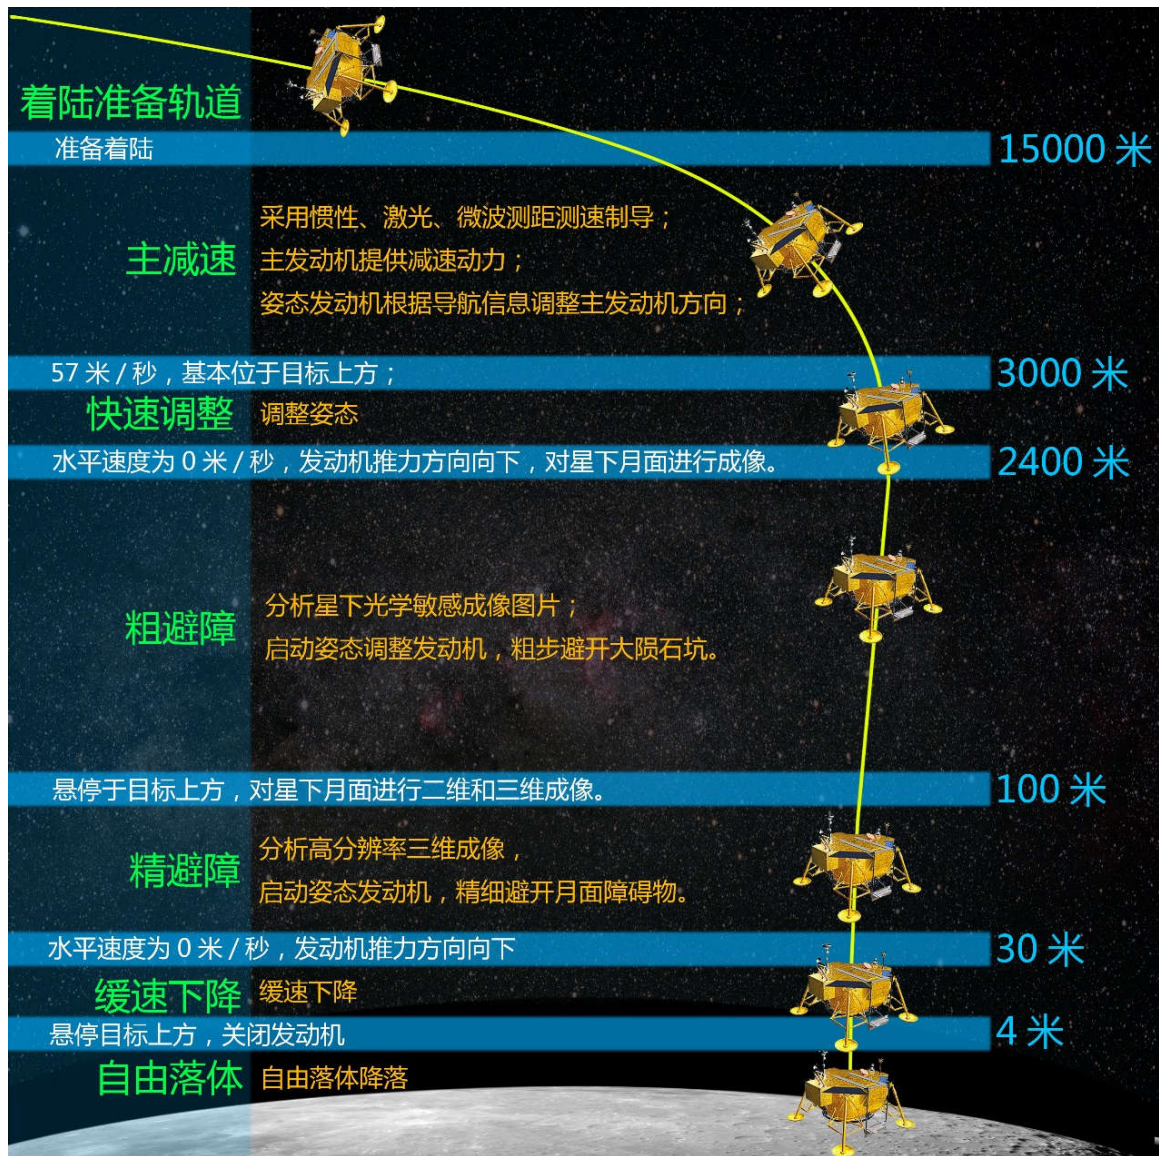 着陆准备轨道
准备着陆
15000 米
主减速
采用惯性、激光、微波测距测速制导；
主发动机提供减速动力；
姿态发动机根据导航信息调整主发动机方向；
57 米 / 秒，基本位于目标上方；
3000 米
快速调整
调整姿态
水平速度为 0 米 / 秒，发动机推力方向向下，对星下月面进行成像。
2400 米
粗避障
分析星下光学敏感成像图片；
启动姿态调整发动机，粗步避开大陨石坑。
悬停于目标上方，对星下月面进行二维和三维成像。
100 米
精避障
分析高分辨率三维成像，
启动姿态发动机，精细避开月面障碍物。
水平速度为 0 米 / 秒，发动机推力方向向下
30 米
缓速下降
缓速下降
悬停目标上方，关闭发动机
4 米
自由落体
自由落体降落